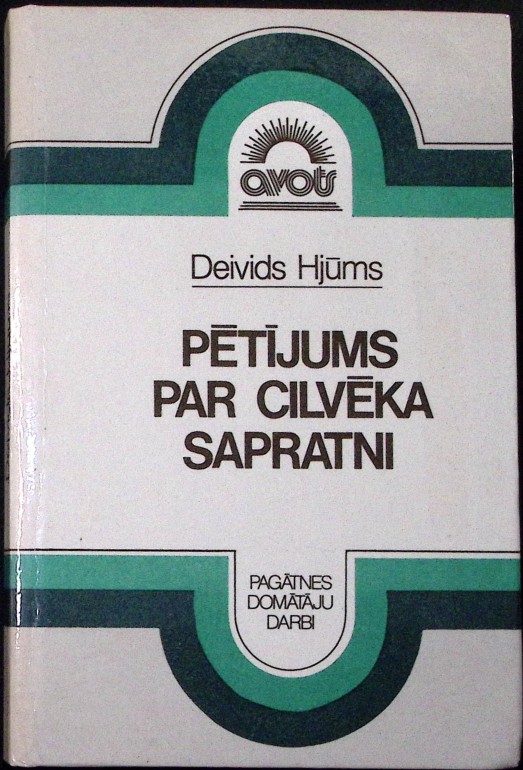 avots
Deivids Hjūms
PĒTĪJUMS
PAR CILVĒKA
SAPRATNI
PAGĀTNES
DOMĀTĀJU
DARBI